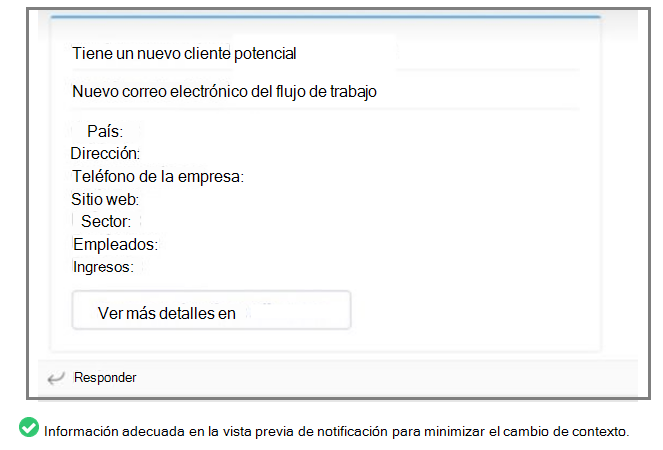 Tiene un nuevo cliente potencial
Nuevo correo electrónico del flujo de trabajo
País:
Dirección:
Teléfono de la empresa:
Sitio web:
Sector:
Empleados:
Ingresos:
Ver más detalles en
Responder
Información adecuada en la vista previa de notificación para minimizar el cambio de contexto.